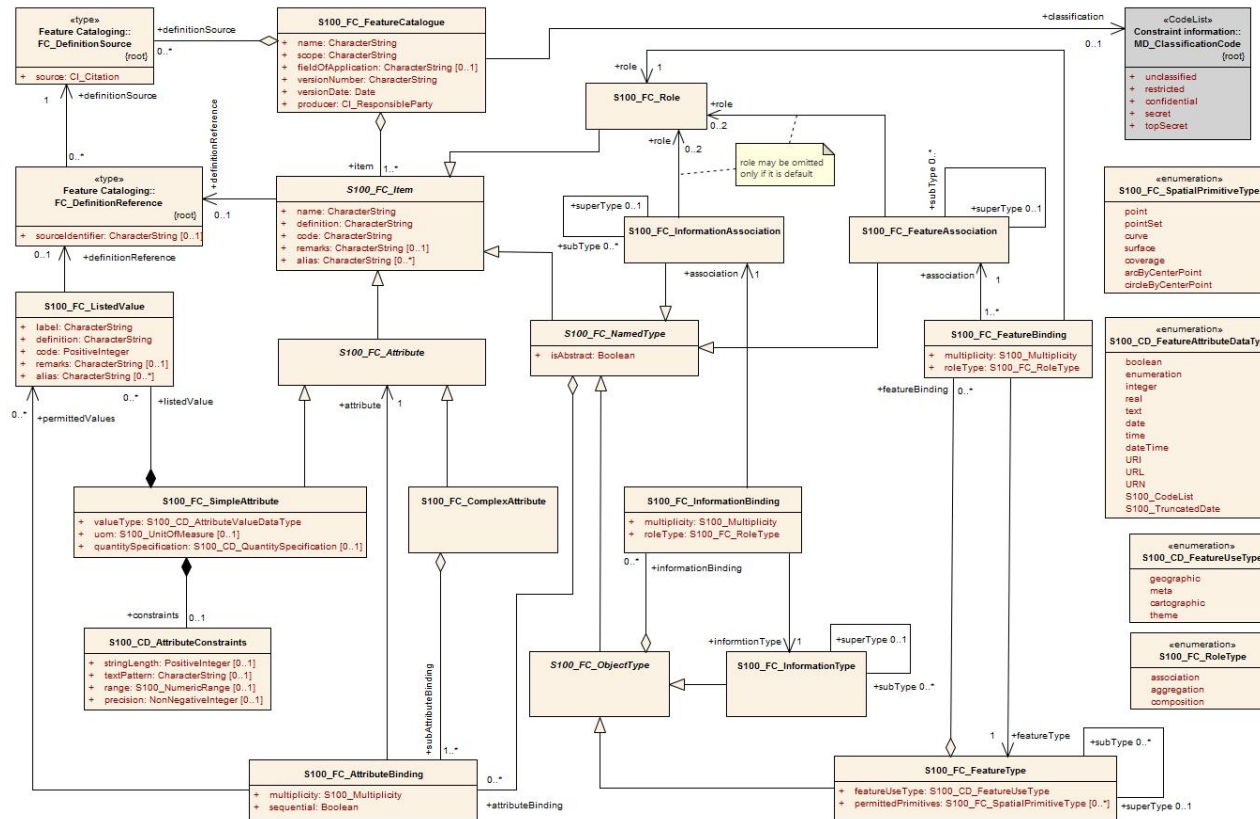 «type»
Feature Cataloging::
FC_DefinitionSource
{root}
+ source: CI_Citation
+definitionSource
0..*
S100_FC_FeatureCatalogue
+ name: CharacterString
+ scope: CharacterString
+ fieldOfApplication: CharacterString [0..1]
+ versionNumber: CharacterString
+ versionDate: Date
+ producer: CI_ResponsibleParty
+classification
0..1
«CodeList»
Constraint information::
MD_ClassificationCode
{root}
+ unclassified
+ restricted
+ confidential
+ secret
+ topSecret
1
+definitionSource
0..*
+definitionReference
0..1
+item
1..*
+role
1
S100_FC_Role
+role
0..2
+role
0..2
role may be omitted
only if it is default
«type»
Feature Cataloging::
FC_DefinitionReference
{root}
+ sourceIdentifier: CharacterString [0..1]
0..1
+definitionReference
S100_FC_Item
+ name: CharacterString
+ definition: CharacterString
+ code: CharacterString
+ remarks: CharacterString [0..1]
+ alias: CharacterString [0..*]
+superType 0..1
+subType 0..*
S100_FC_InformationAssociation
+association
1
+subType 0..*
+superType 0..1
S100_FC_FeatureAssociation
+association
1
1..*
«enumeration»
S100_FC_SpatialPrimitiveType
point
pointSet
curve
surface
coverage
arcByCenterPoint
circleByCenterPoint
S100_FC_ListedValue
+ label: CharacterString
+ definition: CharacterString
+ code: PositiveInteger
+ remarks: CharacterString [0..1]
+ alias: CharacterString [0..*]
0..*
+permittedValues
0..*
+listedValue
S100_FC_Attribute
+attribute
1
S100_FC_NamedType
+ isAbstract: Boolean
S100_FC_FeatureBinding
+ multiplicity: S100_Multiplicity
+ roleType: S100_FC_RoleType
+featureBinding
0..*
«enumeration»
S100_CD_FeatureAttributeDataTy
boolean
enumeration
integer
real
text
date
time
dateTime
URI
URL
URN
S100_CodeList
S100_TruncatedDate
S100_FC_SimpleAttribute
+ valueType: S100_CD_AttributeValueDataType
+ uom: S100_UnitOfMeasure [0..1]
+ quantitySpecification: S100_CD_QuantitySpecification [0..1]
S100_FC_ComplexAttribute
S100_FC_InformationBinding
+ multiplicity: S100_Multiplicity
+ roleType: S100_FC_RoleType
0..*
+informationBinding
«enumeration»
S100_CD_FeatureUseType
geographic
meta
cartographic
theme
+constraints
0..1
S100_CD_AttributeConstraints
+ stringLength: PositiveInteger [0..1]
+ textPattern: CharacterString [0..1]
+ range: S100_NumericRange [0..1]
+ precision: NonNegativeInteger [0..1]
+subAttributeBinding
1..*
S100_FC_ObjectType
+informtionType
1
S100_FC_InformationType
+superType 0..1
+subType 0..*
«enumeration»
S100_FC_RoleType
association
aggregation
composition
S100_FC_AttributeBinding
+ multiplicity: S100_Multiplicity
+ sequential: Boolean
0..*
+attributeBinding
1
+featureType
+subType 0..*
S100_FC_FeatureType
+ featureUseType: S100_CD_FeatureUseType
+ permittedPrimitives: S100_FC_SpatialPrimitiveType [0..*]
+superType 0..1